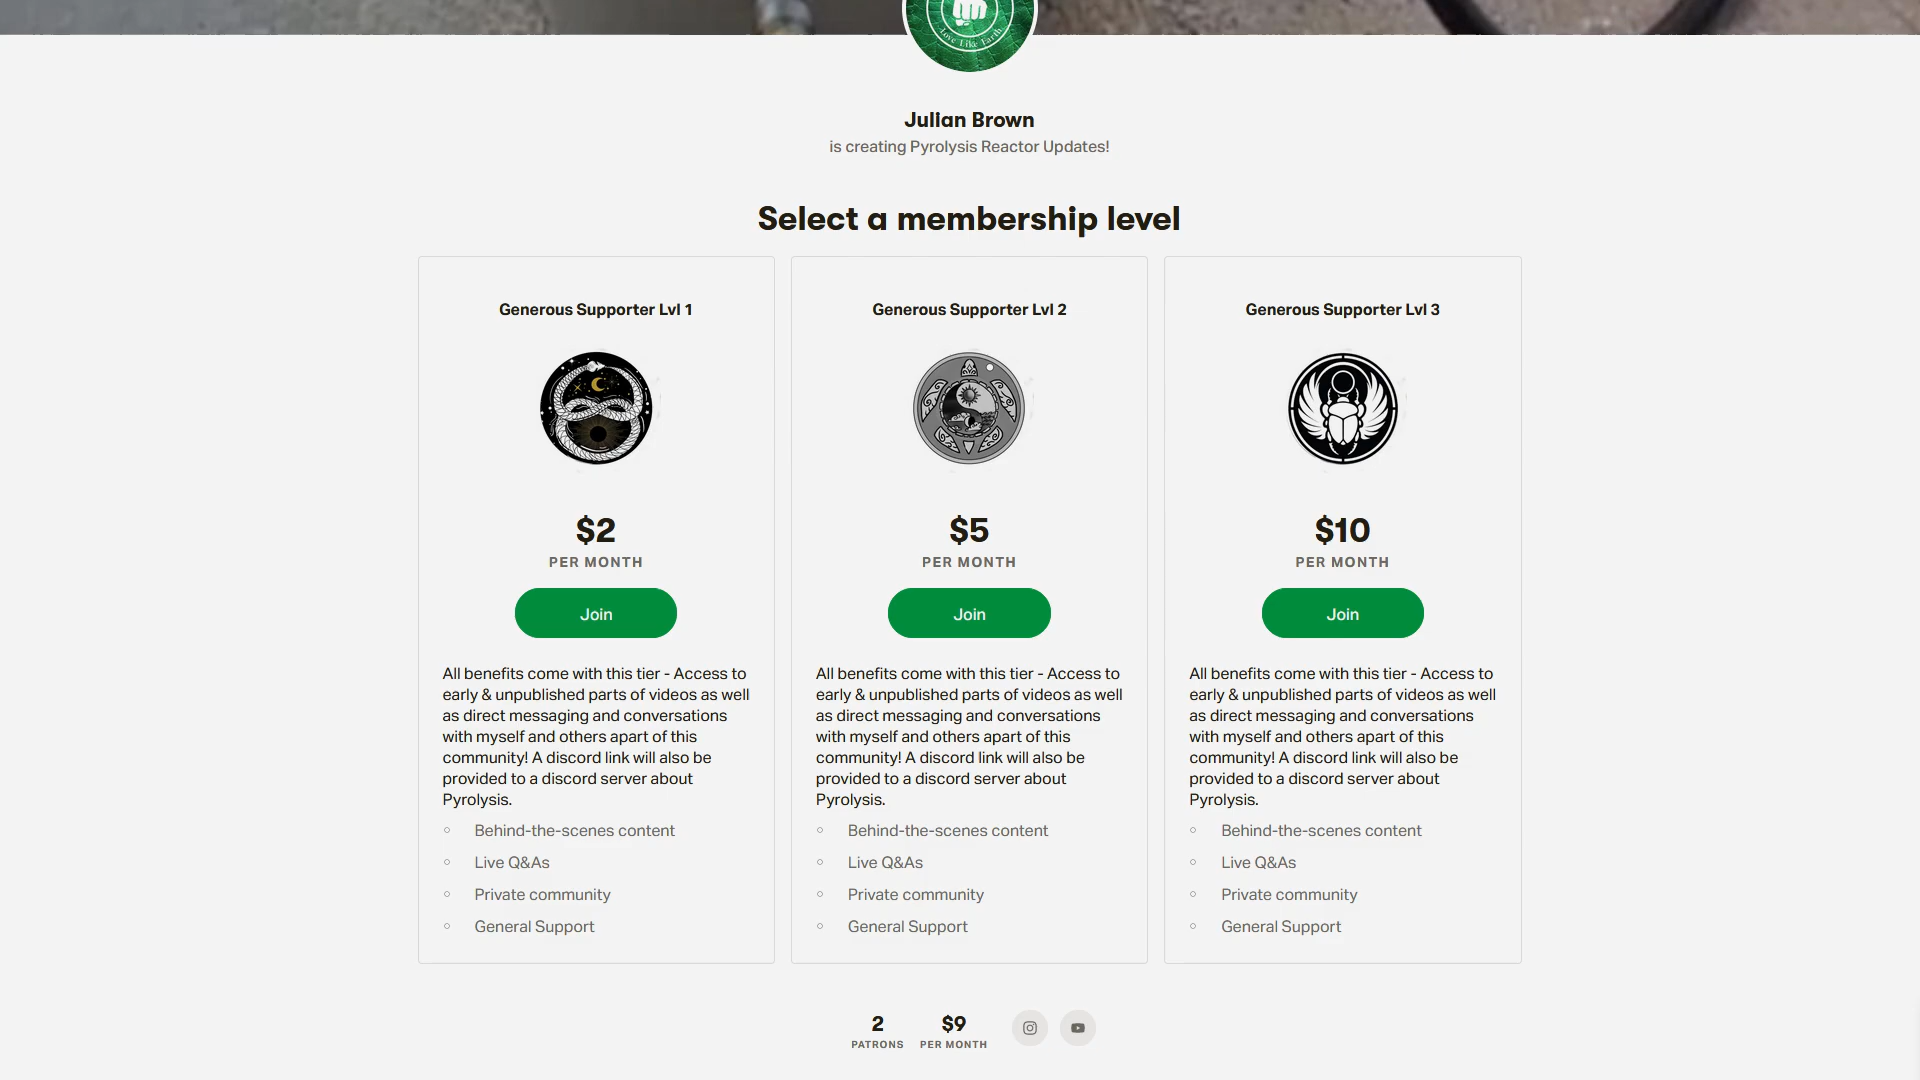 Love Like Earth
Julian Brown
is creating Pyrolysis Reactor Updates!
Select a membership level
Generous Supporter Lvl 1
$2
PER MONTH
Join
All benefits come with this tier - Access to
early & unpublished parts of videos as well
as direct messaging and conversations
with myself and others apart of this
community! A discord link will also be
provided to a discord server about
Pyrolysis.
Behind-the-scenes content
Live Q&As
Private community
General Support
Generous Supporter Lvl 2
$5
PER MONTH
Join
All benefits come with this tier - Access to
early & unpublished parts of videos as well
as direct messaging and conversations
with myself and others apart of this
community! A discord link will also be
provided to a discord server about
Pyrolysis.
Behind-the-scenes content
Live Q&As
Private community
General Support
Generous Supporter Lvl 3
$10
PER MONTH
Join
All benefits come with this tier - Access to
early & unpublished parts of videos as well
as direct messaging and conversations
with myself and others apart of this
community! A discord link will also be
provided to a discord server about
Pyrolysis.
Behind-the-scenes content
Live Q&As
Private community
General Support
2
PATRONS
$9
PER MONTH